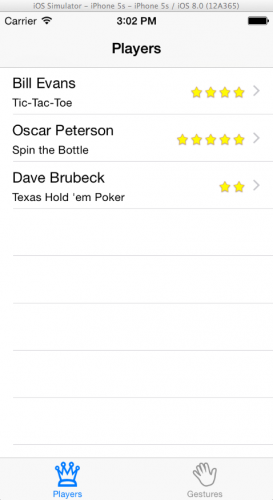 iOS Simulator – iPhone 5s – iPhone 5s / iOS 8.0 (12A365)
Carrier 3:02 PM
Players
Bill Evans
Tic-Tac-Toe
Oscar Peterson
Spin the Bottle
Dave Brubeck
Texas Hold 'em Poker
Players Gestures